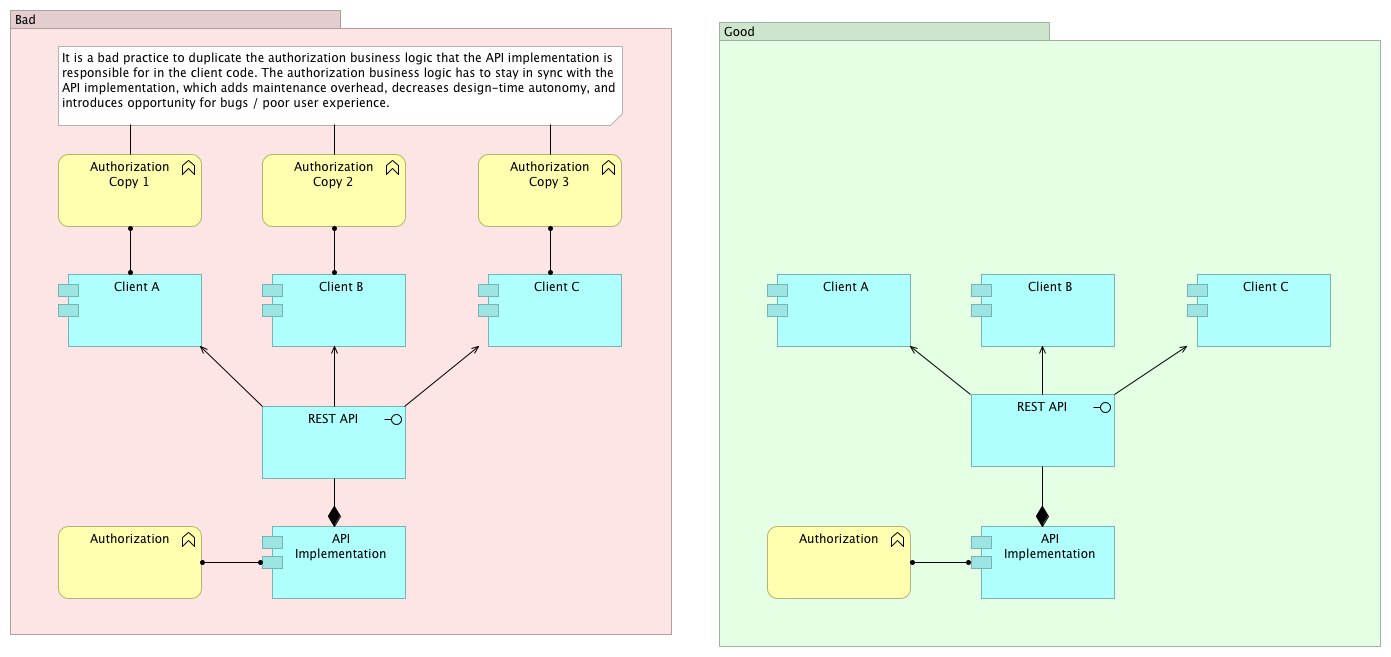 Bad
It is a bad practice to duplicate the authorization business logic that the API implementation is
responsible for in the client code. The authorization business logic has to stay in sync with the
API implementation, which adds maintenance overhead, decreases design-time autonomy, and
introduces opportunity for bugs / poor user experience.
Authorization
Copy 1
Authorization
Copy 2
Authorization
Copy 3
Client A
Client B
Client C
REST API
Authorization
API
Implementation
Good
Client A
Client B
Client C
REST API
Authorization
API
Implementation